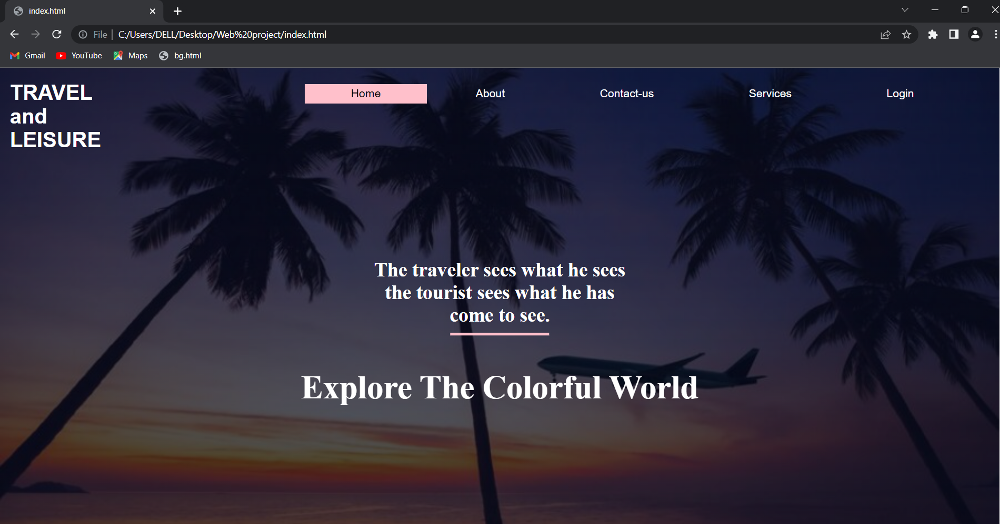 index.html
File | C:/Users/DELL/Desktop/Web%20project/index.html
Gmail YouTube Maps bg.html
TRAVEL
and
LEISURE
Home About Contact-us Services Login
The traveler sees what he sees
the tourist sees what he has
come to see.
Explore The Colorful World